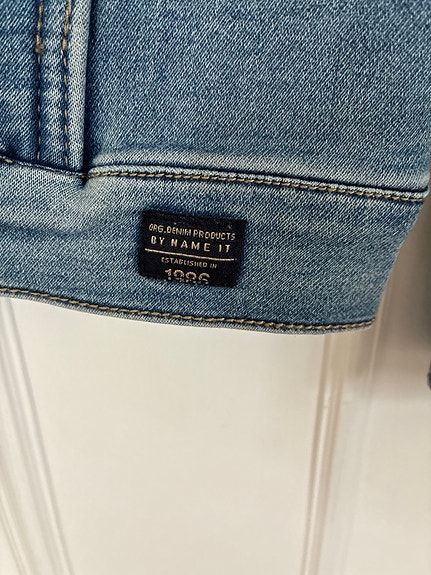 ORG.DENIM PRODUCTS
BY NAME IT
ESTABLISHED IN
1986